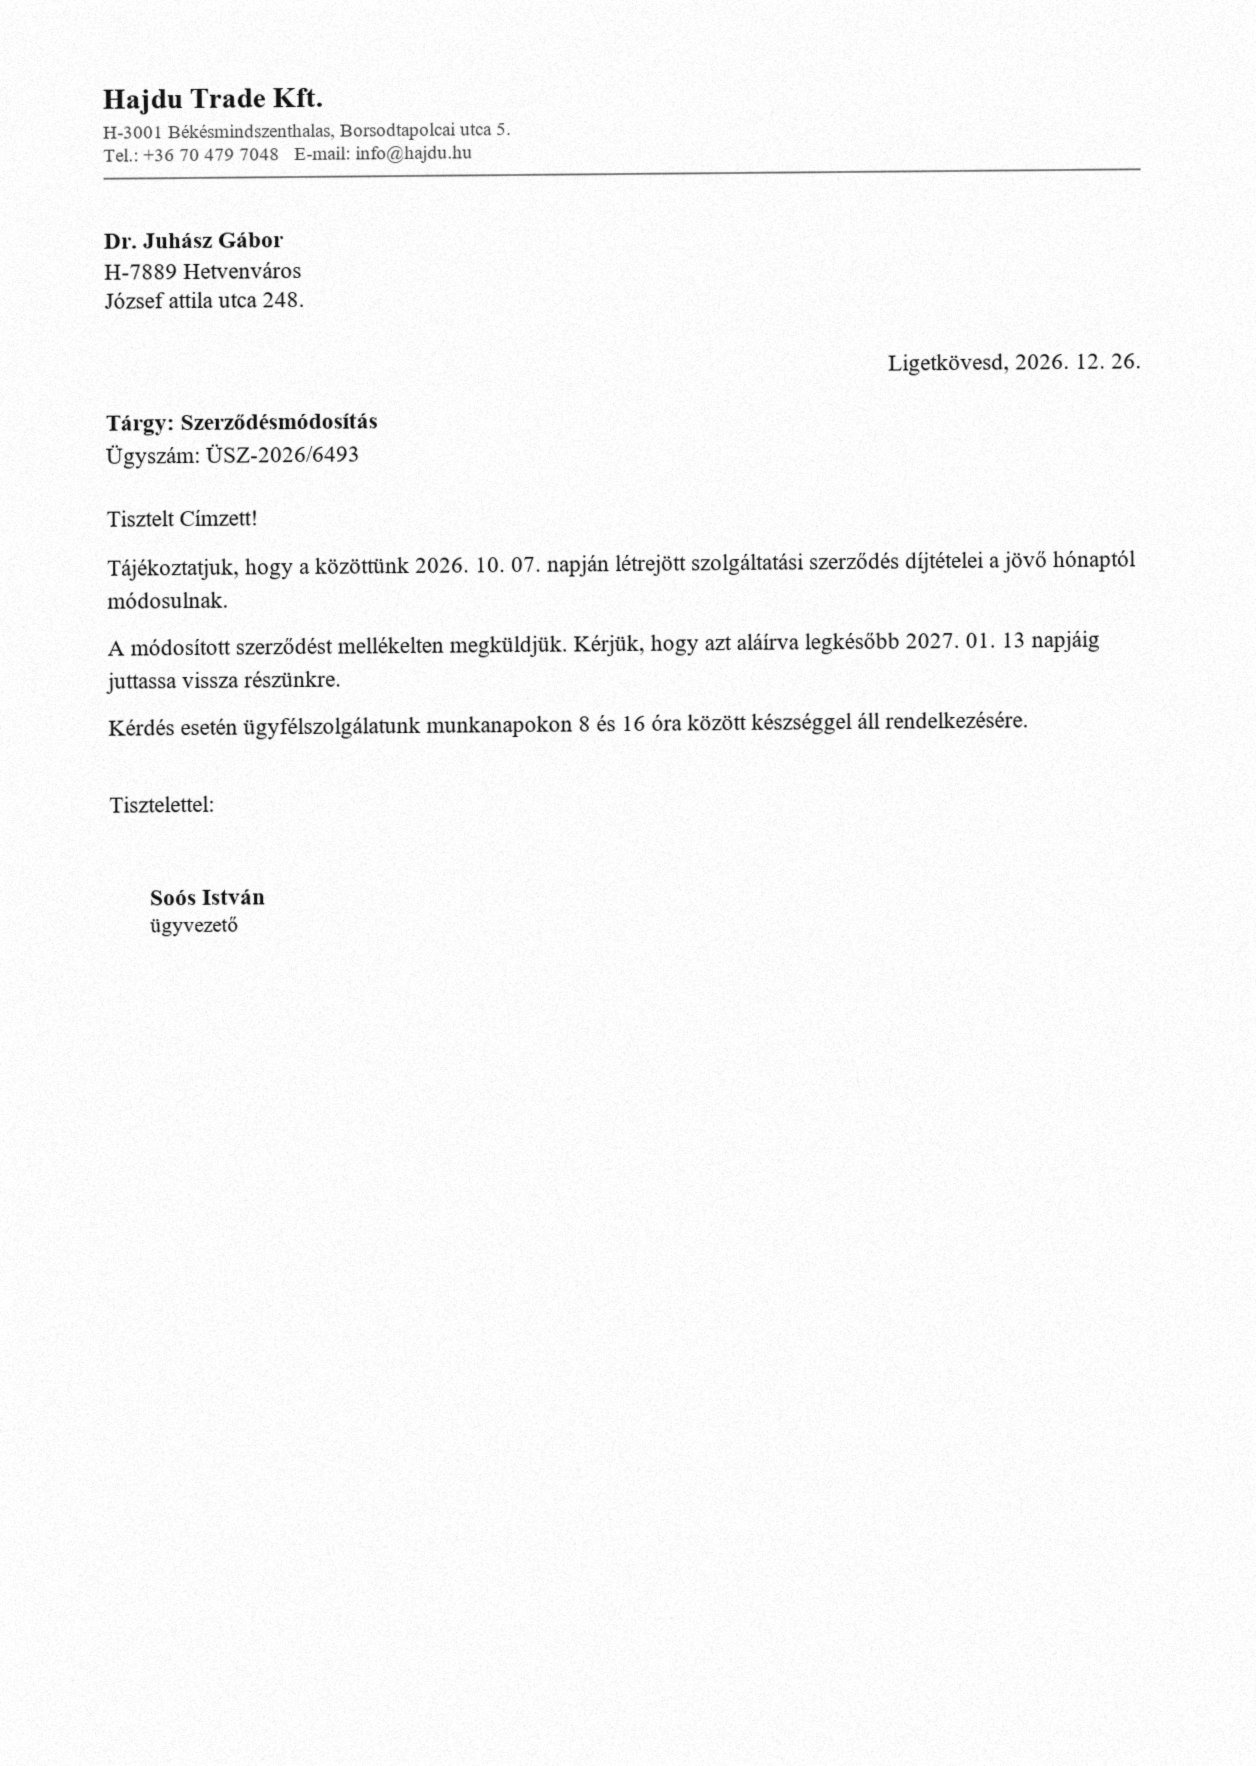 Hajdu Trade Kft.
H-3001 Békésmindszenthalas, Borsodtapolcai utca 5.
Tel.: +36 70 479 7048 E-mail: info@hajdu.hu
Dr. Juhász Gábor
H-7889 Hetvenváros
József attila utca 248.
Ligetkövesd, 2026. 12. 26.
Tárgy: Szerződésmódosítás
Ügyszám: ÜSZ-2026/6493
Tisztelt Címzett!
Tájékoztatjuk, hogy a közöttünk 2026. 10. 07. napján létrejött szolgáltatási szerződés díjtételei a jövő hónaptól
módosulnak.
A módosított szerződést mellékelten megküldjük. Kérjük, hogy azt aláírva legkésőbb 2027. 01. 13 napjáig
juttassa vissza részünkre.
Kérdés esetén ügyfélszolgálatunk munkanapokon 8 és 16 óra között készséggel áll rendelkezésére.
Tisztelettel:
Soós István
ügyvezető